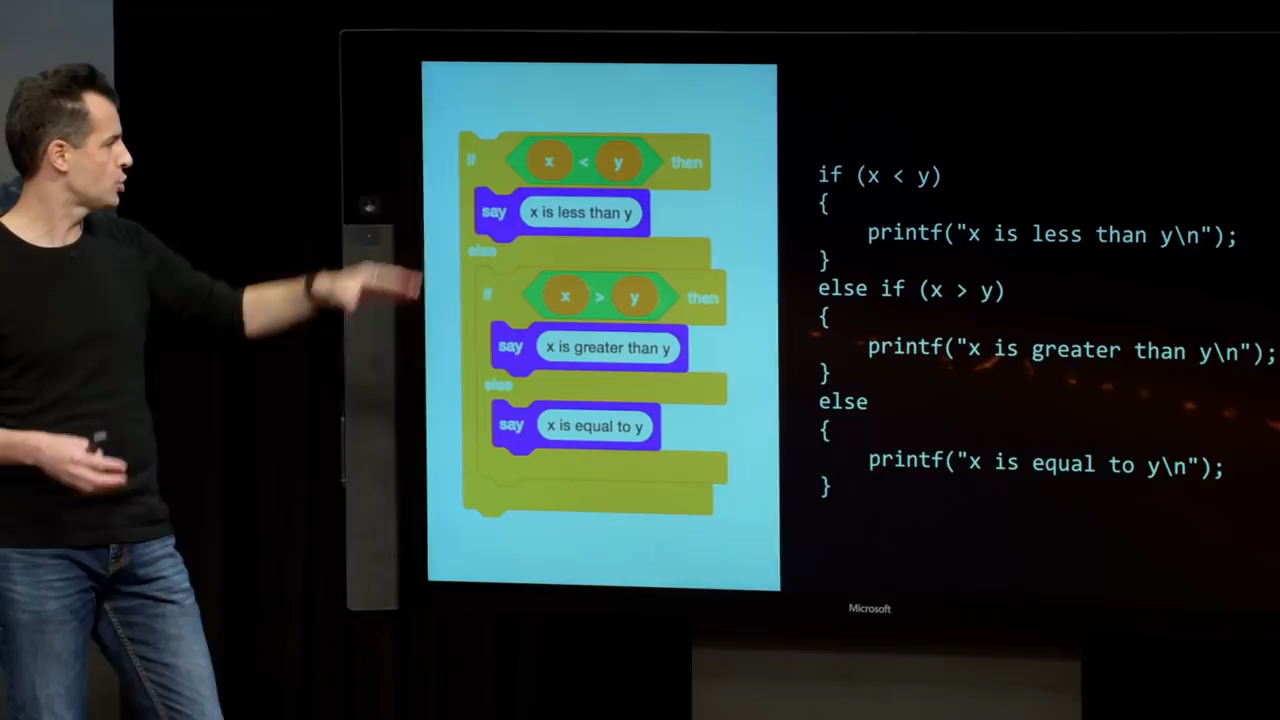 if x < y then
say x is less than y
else
if x > y then
say x is greater than y
else
say x is equal to y
if (x < y)
{
printf("x is less than y\n");
}
else if (x > y)
{
printf("x is greater than y\n");
}
else
{
printf("x is equal to y\n");
}
Microsoft